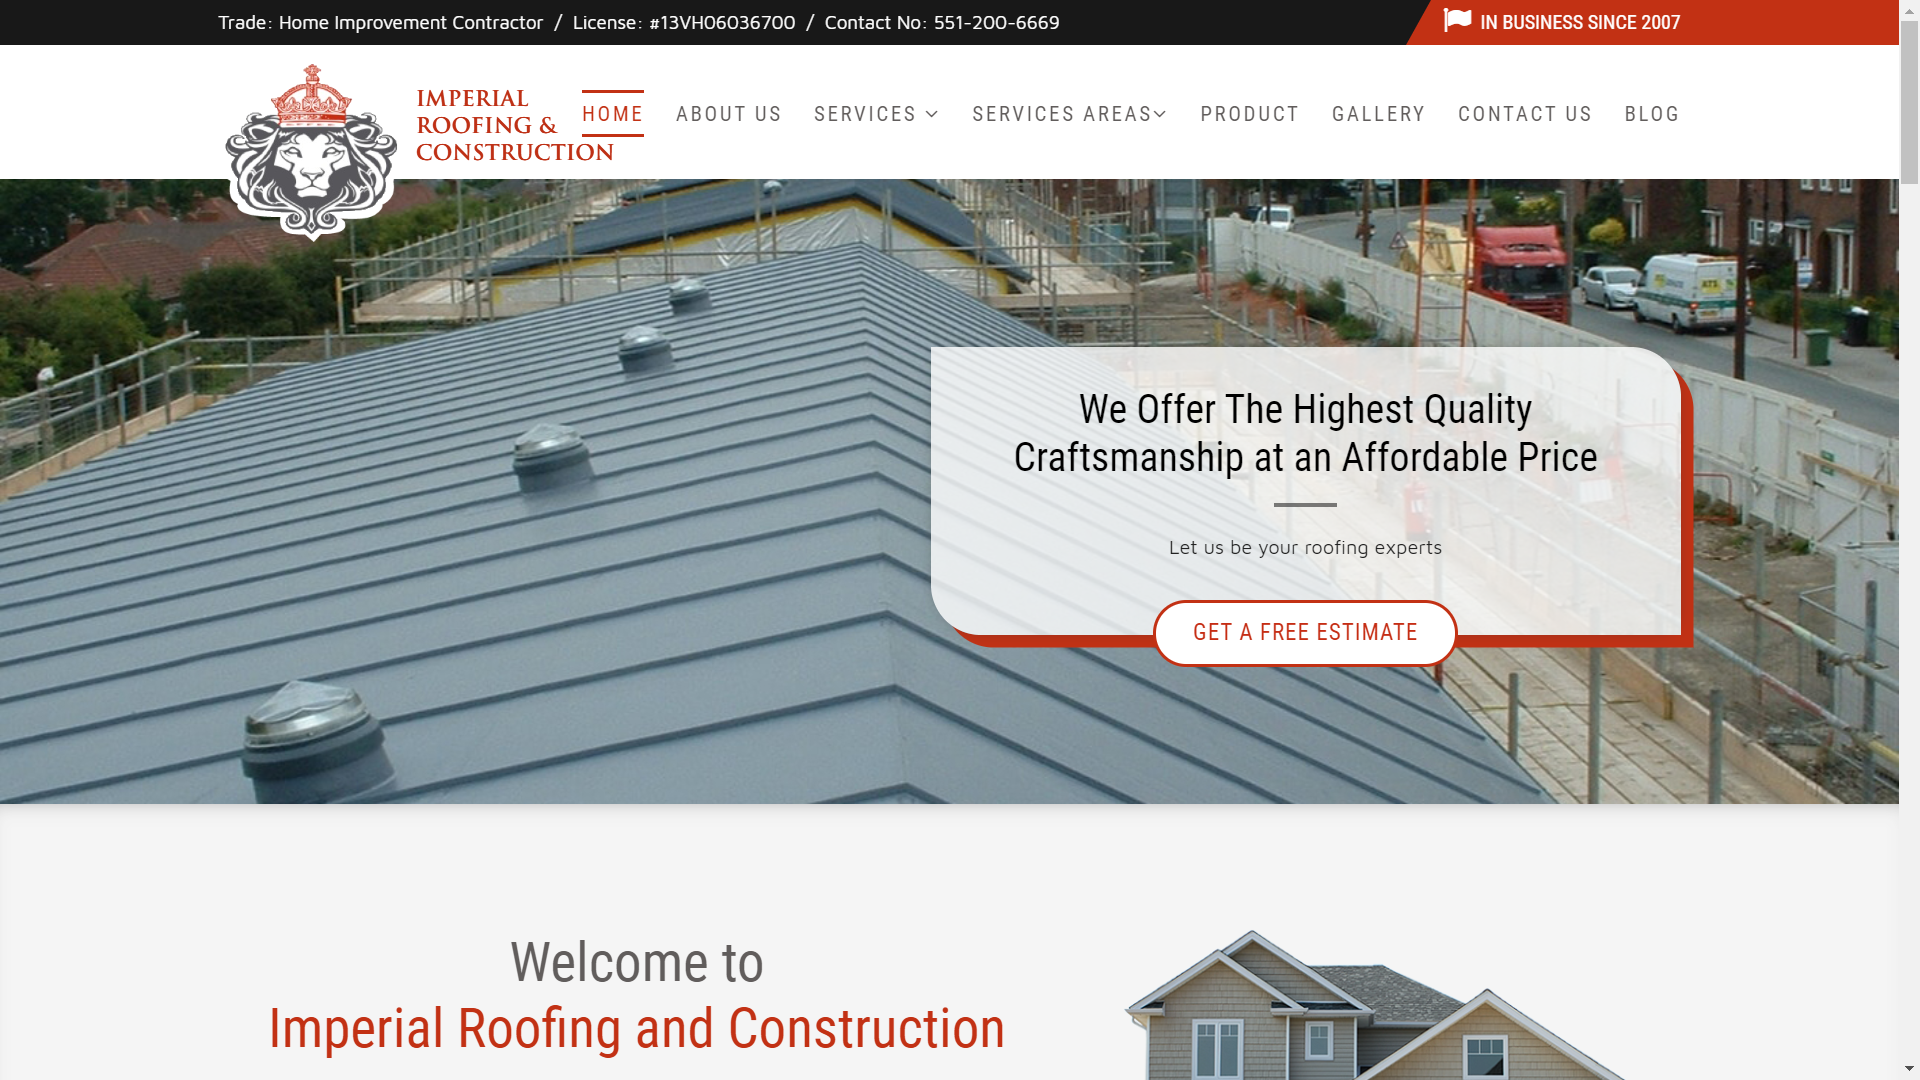 Trade: Home Improvement Contractor / License: #13VH06036700 / Contact No: 551-200-6669
IN BUSINESS SINCE 2007
IMPERIAL
ROOFING &
CONSTRUCTION
HOME ABOUT US SERVICES SERVICES AREAS PRODUCT GALLERY CONTACT US BLOG
We Offer The Highest Quality
Craftsmanship at an Affordable Price
Let us be your roofing experts
GET A FREE ESTIMATE
Welcome to
Imperial Roofing and Construction